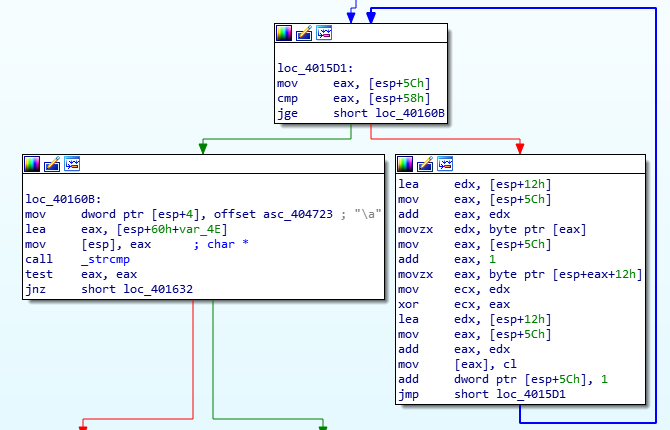 loc_4015D1:
mov eax, [esp+5Ch]
cmp eax, [esp+58h]
jge short loc_40160B
loc_40160B:
mov dword ptr [esp+4], offset asc_404723 ; "\a"
lea eax, [esp+60h+var_4E]
mov [esp], eax ; char *
call _strcmp
test eax, eax
jnz short loc_401632
lea edx, [esp+12h]
mov eax, [esp+5Ch]
add eax, edx
movzx edx, byte ptr [eax]
mov eax, [esp+5Ch]
add eax, 1
movzx eax, byte ptr [esp+eax+12h]
mov ecx, edx
xor ecx, eax
lea edx, [esp+12h]
mov eax, [esp+5Ch]
add eax, edx
mov [eax], cl
add dword ptr [esp+5Ch], 1
jmp short loc_4015D1